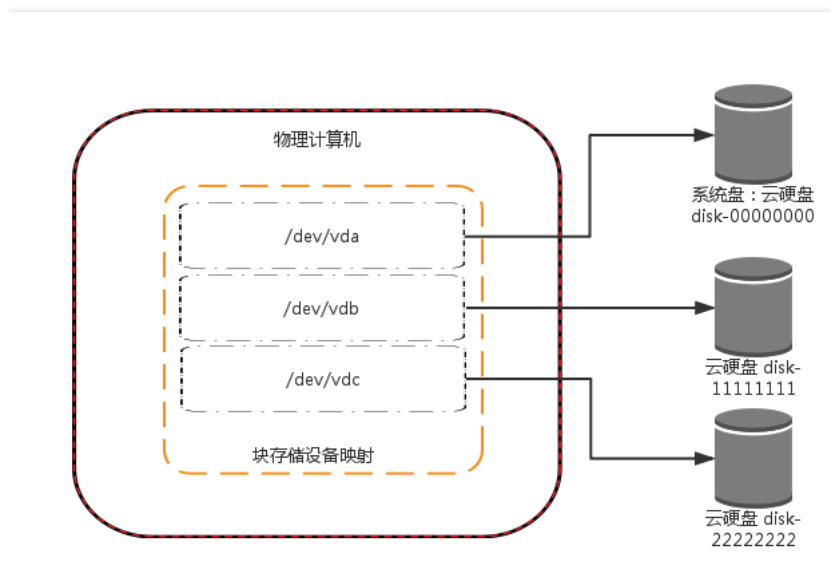 物理计算机
/dev/vda
/dev/vdb
/dev/vdc
块存储设备映射
系统盘：云硬盘
disk-00000000
云硬盘 disk-
11111111
云硬盘 disk-
22222222